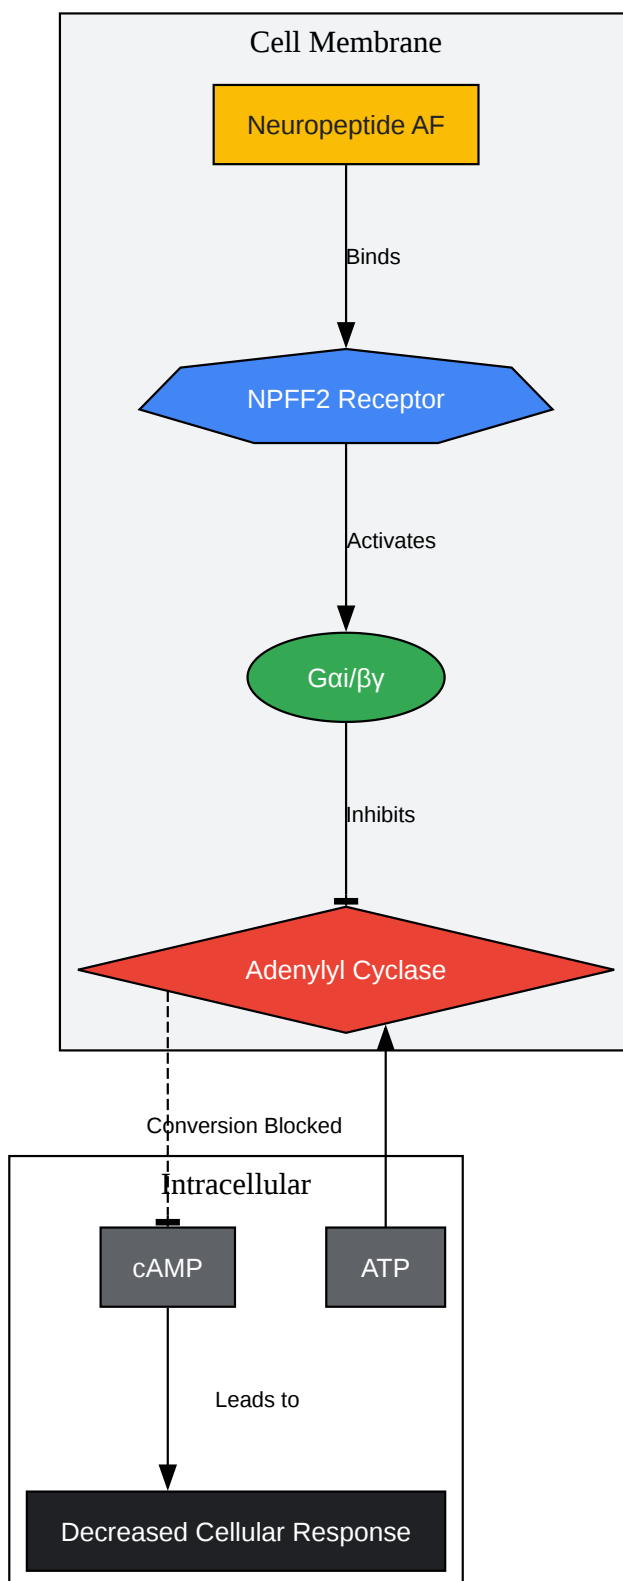 Cell Membrane
Neuropeptide AF
Binds
NPFF2 Receptor
Activates
Gαi/βγ
Inhibits
Adenylyl Cyclase
Conversion Blocked
Intracellular
cAMP
ATP
Leads to
Decreased Cellular Response